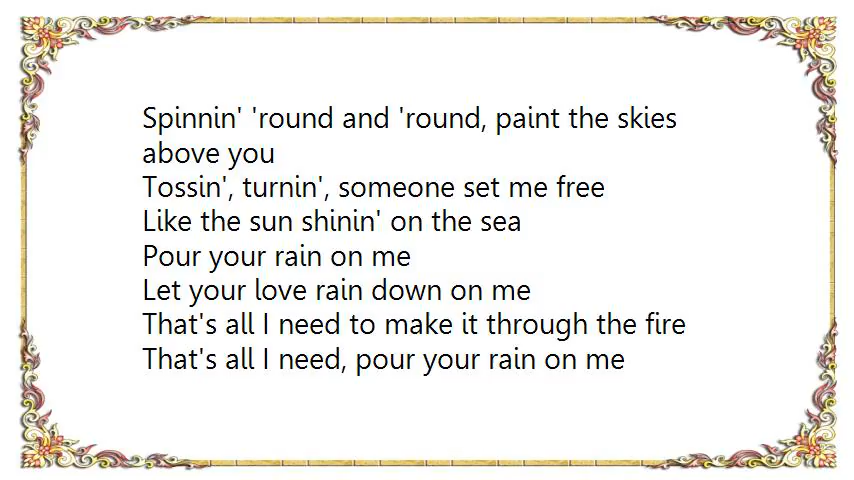 Spinnin' 'round and 'round, paint the skies
above you
Tossin', turnin', someone set me free
Like the sun shinin' on the sea
Pour your rain on me
Let your love rain down on me
That's all I need to make it through the fire
That's all I need, pour your rain on me